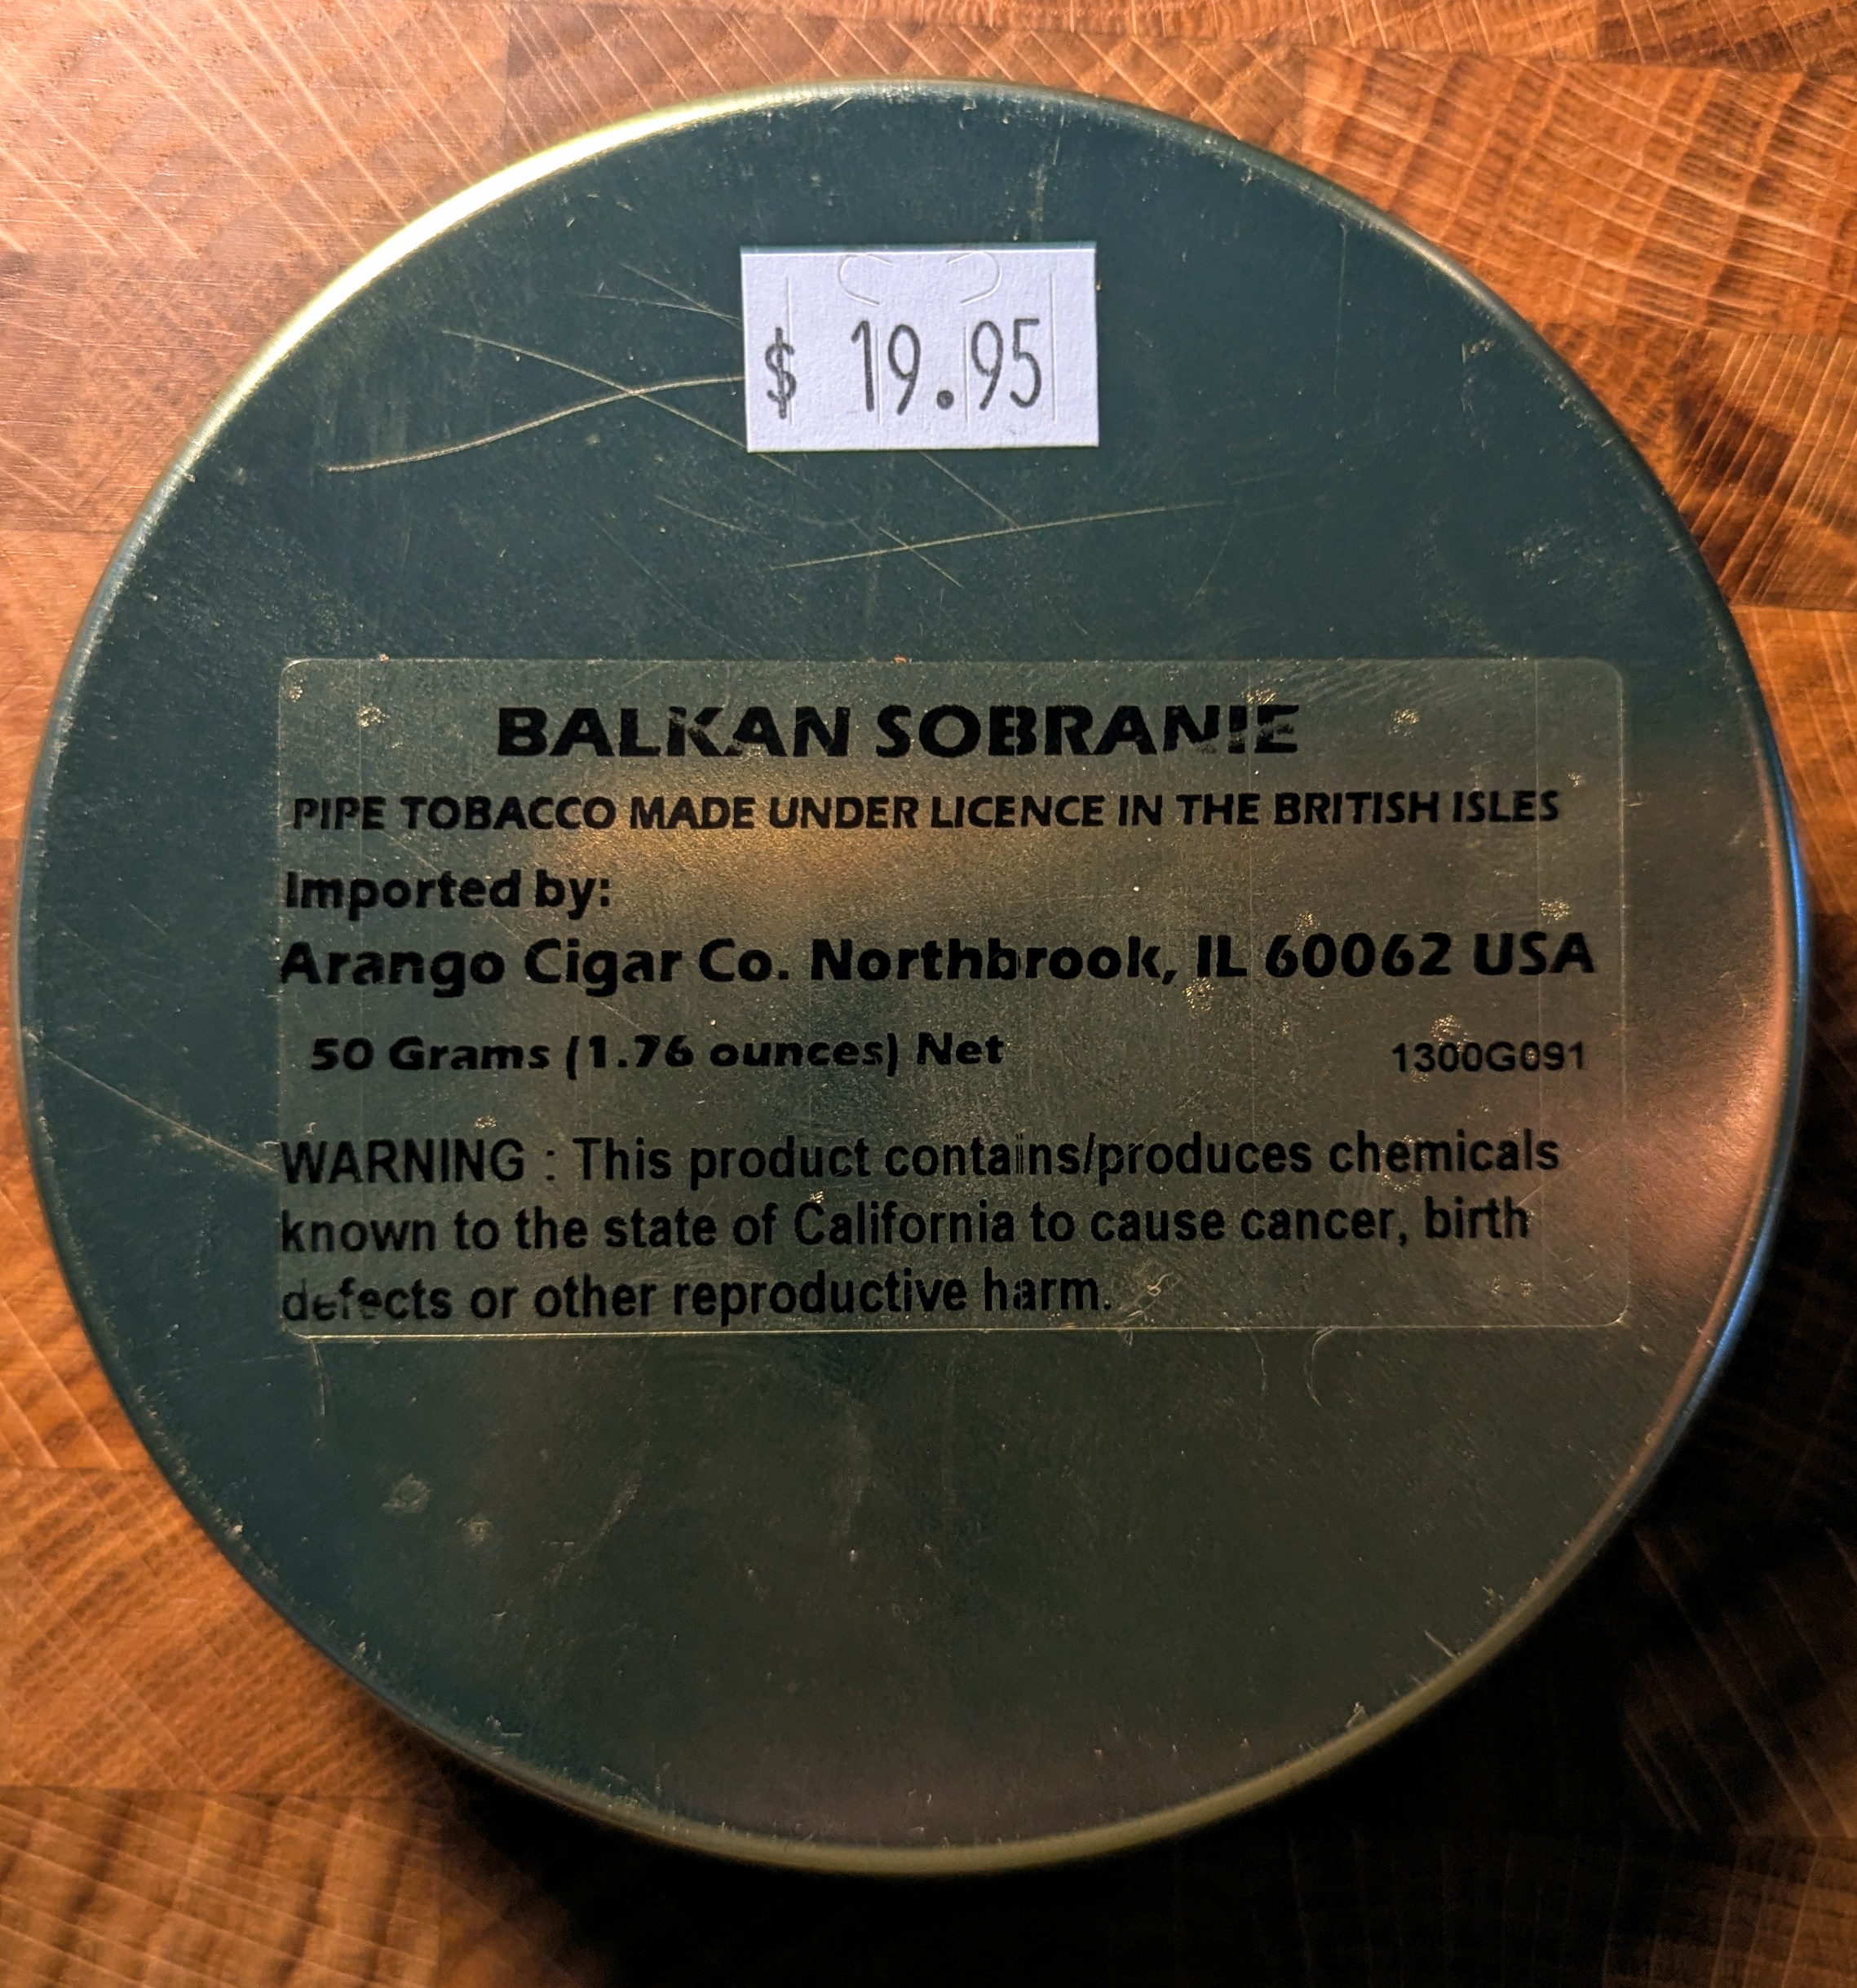 $ 19.95
BALKAN SOBRANIE
PIPE TOBACCO MADE UNDER LICENCE IN THE BRITISH ISLES
Imported by:
Arango Cigar Co. Northbrook, IL 60062 USA
50 Grams (1.76 ounces) Net 1300G091
WARNING : This product contains/produces chemicals
known to the state of California to cause cancer, birth
defects or other reproductive harm.